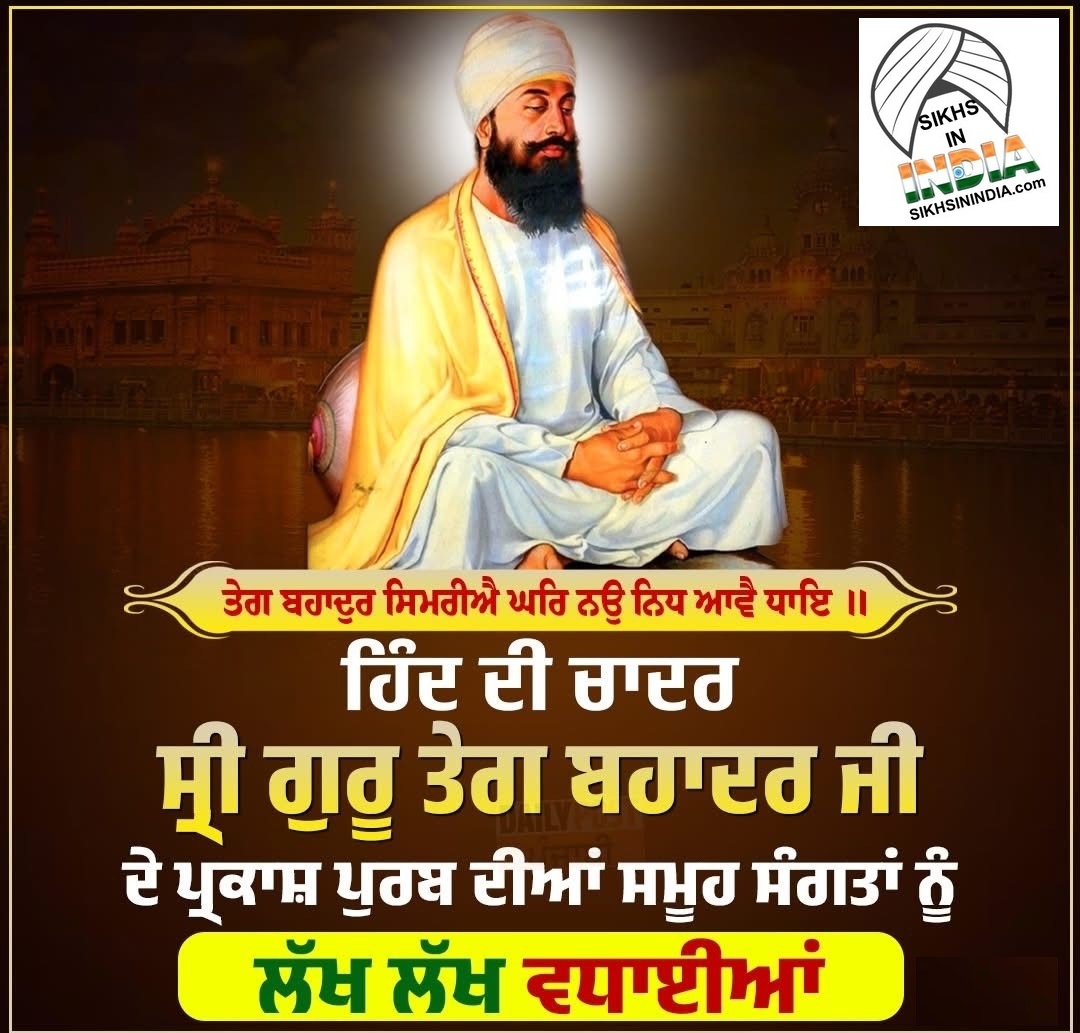 SIKHS
IN
INDIA
SIKHSININDIA.com
ਤੇਗ ਬਹਾਦੁਰ ਸਿਮਰੀਐ ਘਰਿ ਨਉ ਨਿਧ ਆਵੈ ਧਾਇ ॥
ਹਿੰਦ ਦੀ ਚਾਦਰ
ਸ੍ਰੀ ਗੁਰੂ ਤੇਗ ਬਹਾਦਰ ਜੀ
ਦੇ ਪ੍ਰਕਾਸ਼ ਪੁਰਬ ਦੀਆਂ ਸਮੂਹ ਸੰਗਤਾਂ ਨੂੰ
ਲੱਖ ਲੱਖ ਵਧਾਈਆਂ